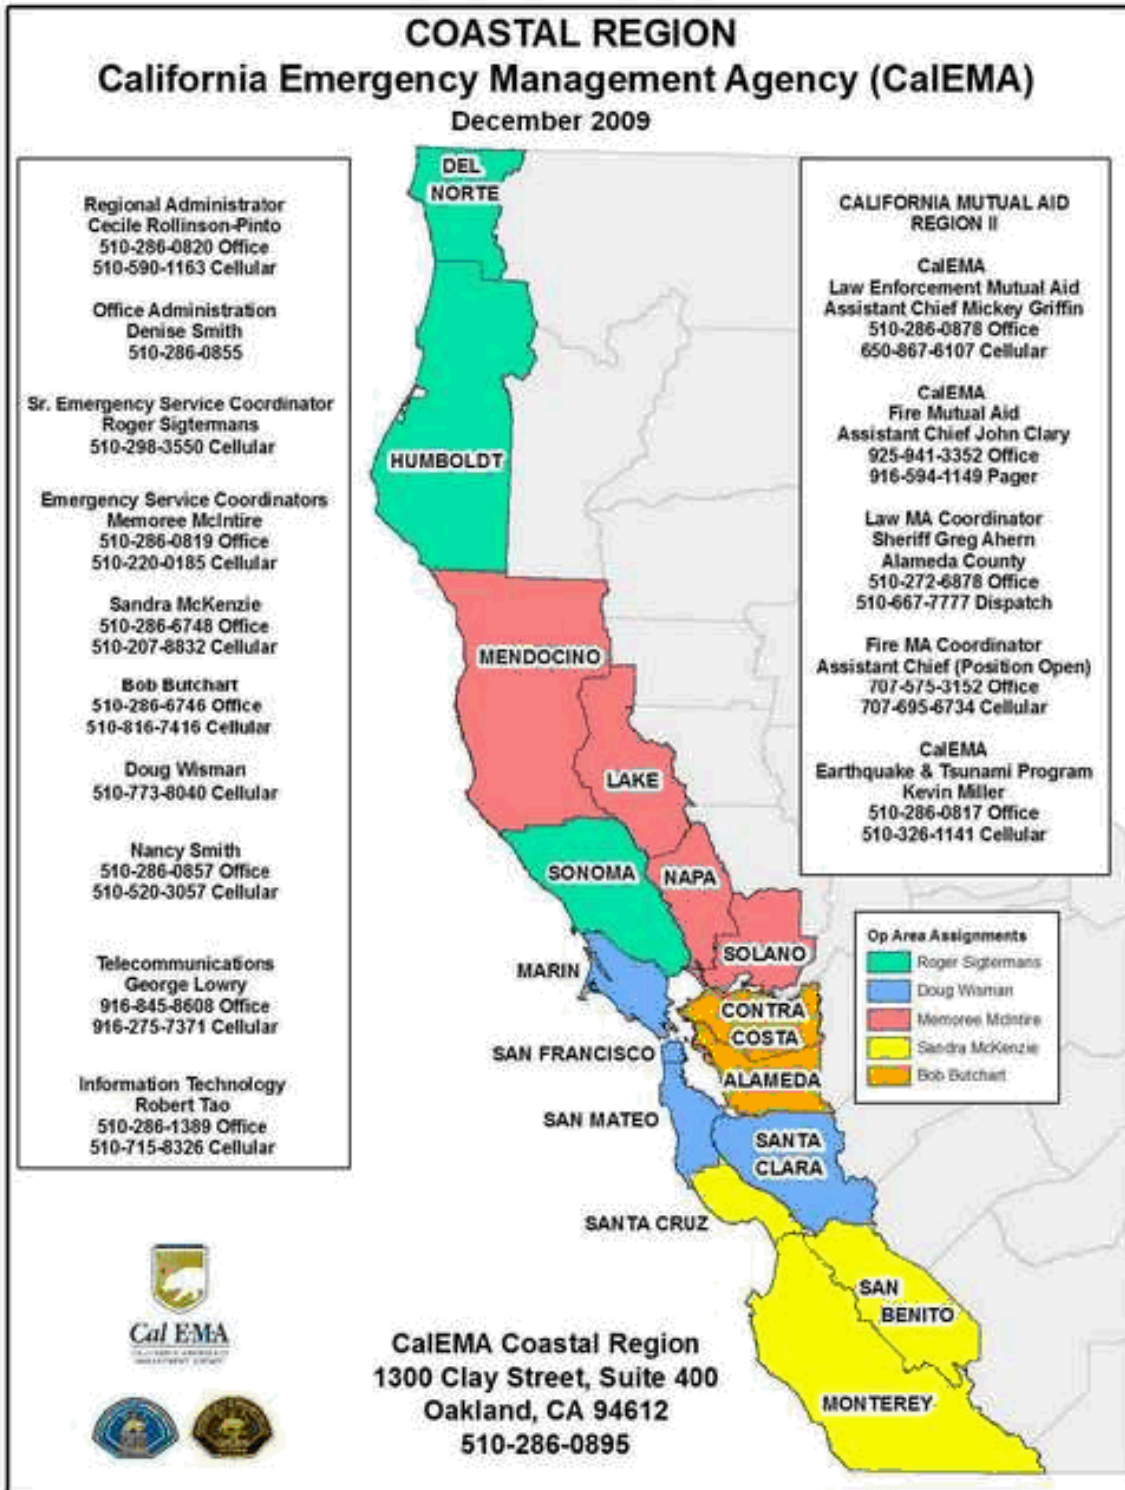 COASTAL REGION
California Emergency Management Agency (CalEMA)
December 2009
Regional Administrator
Cecile Rollinson-Pinto
510-286-0820 Office
510-590-1163 Cellular
Office Administration
Denise Smith
510-286-0855
Sr. Emergency Service Coordinator
Roger Sigtermans
510-298-3550 Cellular
Emergency Service Coordinators
Memoree McIntire
510-286-0819 Office
510-220-0185 Cellular
Sandra McKenzie
510-286-6748 Office
510-207-8832 Cellular
Bob Butchart
510-286-6746 Office
510-816-7416 Cellular
Doug Wisman
510-773-8040 Cellular
Nancy Smith
510-286-0857 Office
510-520-3057 Cellular
Telecommunications
George Lowry
916-845-8608 Office
916-275-7371 Cellular
Information Technology
Robert Tao
510-286-1389 Office
510-715-8326 Cellular
DEL
NORTE
HUMBOLDT
MENDOCINO
LAKE
SONOMA
NAPA
SOLANO
MARIN
CONTRA
COSTA
SAN FRANCISCO
ALAMEDA
SAN MATEO
SANTA
CLARA
SANTA CRUZ
SAN
BENITO
MONTEREY
CALIFORNIA MUTUAL AID
REGION II
CalEMA
Law Enforcement Mutual Aid
Assistant Chief Mickey Griffin
510-286-0878 Office
650-867-6107 Cellular
CalEMA
Fire Mutual Aid
Assistant Chief John Clary
925-941-3352 Office
916-594-1149 Pager
Law MA Coordinator
Sheriff Greg Ahern
Alameda County
510-272-6878 Office
510-667-7777 Dispatch
Fire MA Coordinator
Assistant Chief (Position Open)
707-575-3152 Office
707-695-6734 Cellular
CalEMA
Earthquake & Tsunami Program
Kevin Miller
510-286-0817 Office
510-326-1141 Cellular
Op Area Assignments
Roger Sigtermans
Doug Wisman
Memoree McIntire
Sandra McKenzie
Bob Butchart
Cal EMA
CalEMA Coastal Region
1300 Clay Street, Suite 400
Oakland, CA 94612
510-286-0895